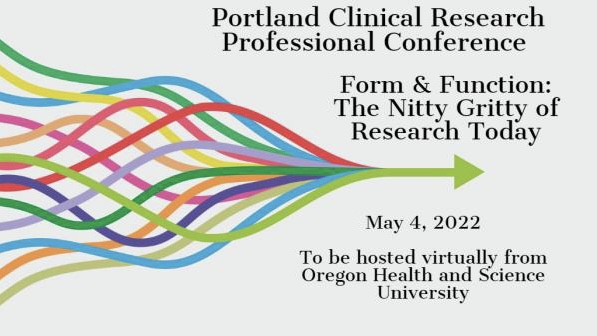 Portland Clinical Research
Professional Conference
Form & Function:
The Nitty Gritty of
Research Today
May 4, 2022
To be hosted virtually from
Oregon Health and Science
University